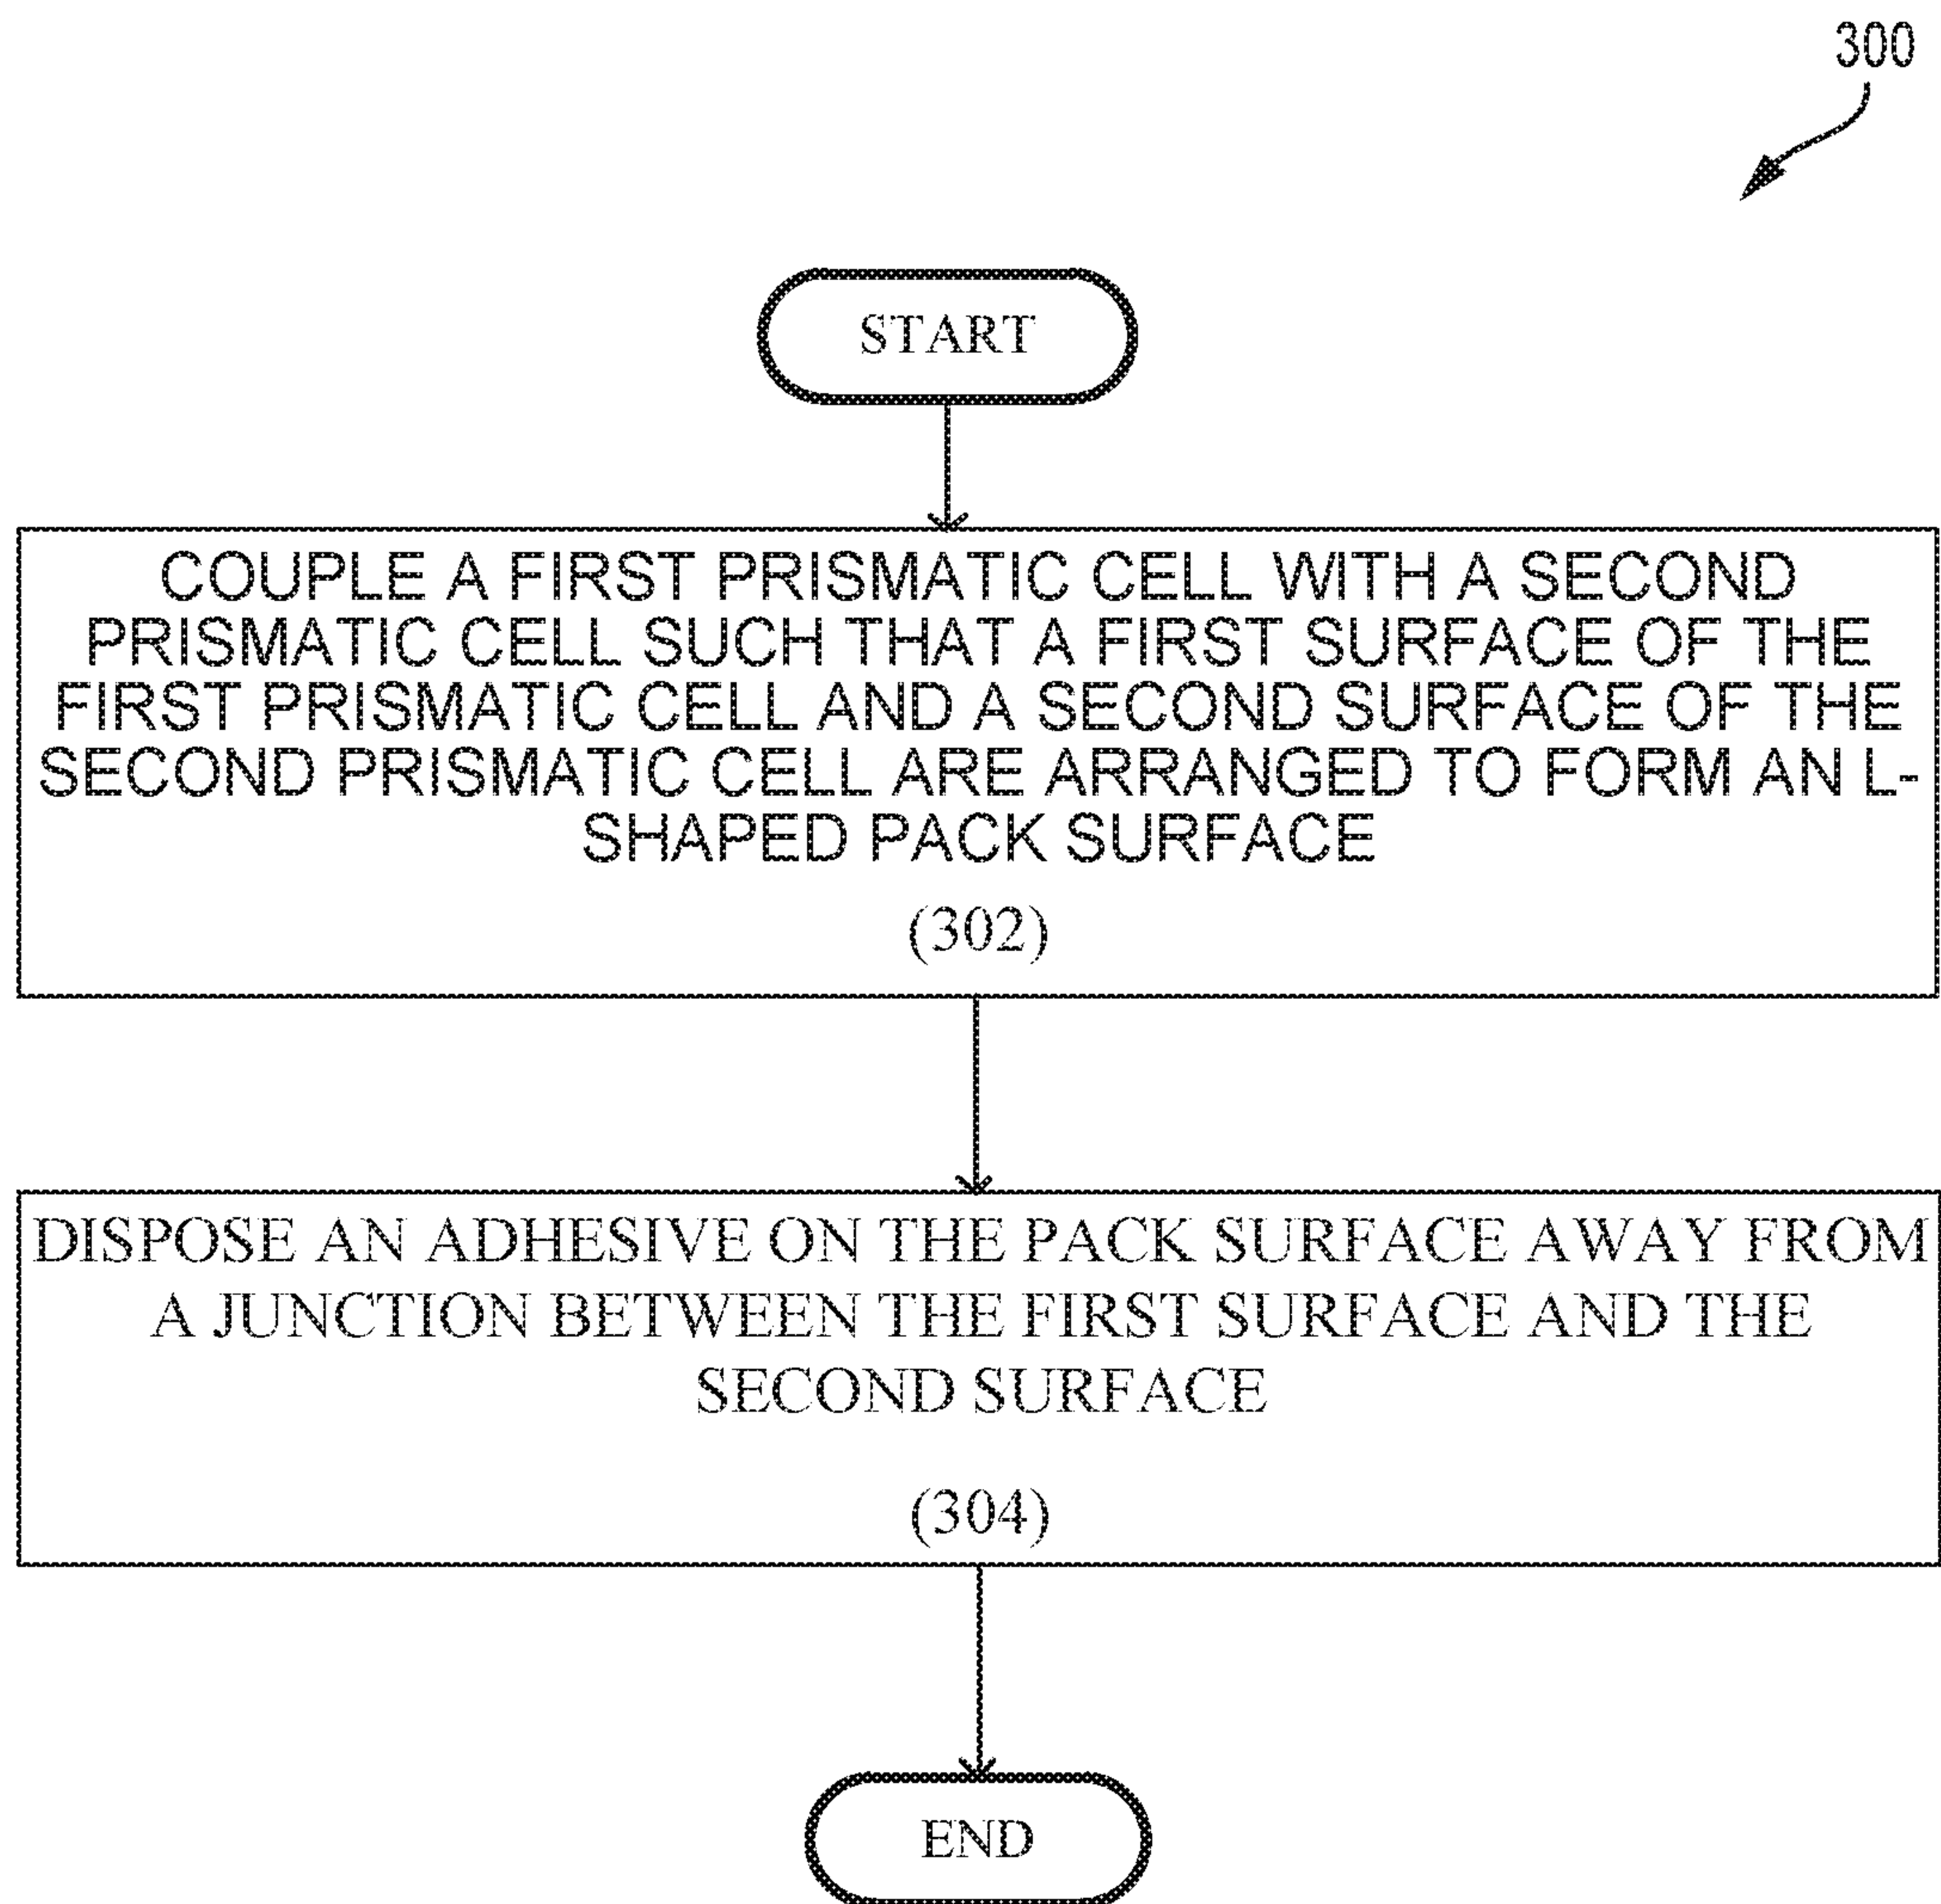 300
START
COUPLE A FIRST PRISMATIC CELL WITH A SECOND
PRISMATIC CELL SUCH THAT A FIRST SURFACE OF THE
FIRST PRISMATIC CELL AND A SECOND SURFACE OF THE
SECOND PRISMATIC CELL ARE ARRANGED TO FORM AN L-
SHAPED PACK SURFACE
(302)
DISPOSE AN ADHESIVE ON THE PACK SURFACE AWAY FROM
A JUNCTION BETWEEN THE FIRST SURFACE AND THE
SECOND SURFACE
(304)
END